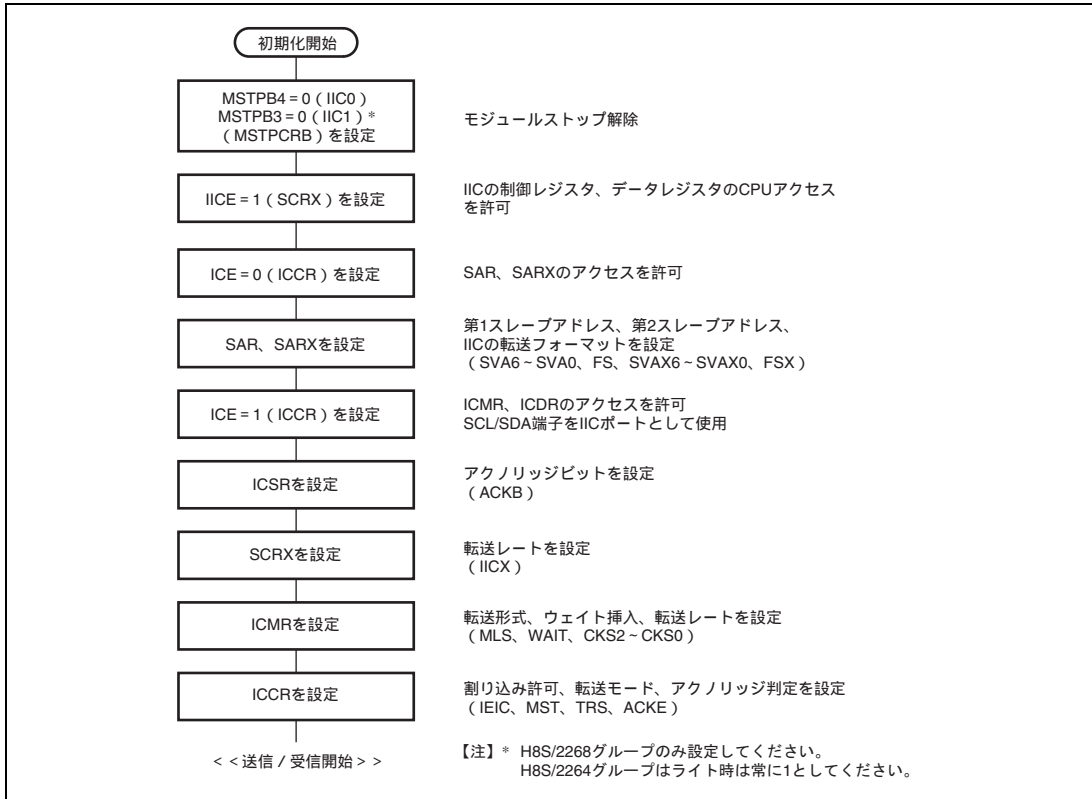 初期化開始
MSTPB4 = 0 ( IIC0 )
MSTPB3 = 0 ( IIC1 ) *
( MSTPCRB ) を設定
モジュールストップ解除
IICE = 1 ( SCRX ) を設定
IICの制御レジスタ、データレジスタのCPUアクセス
を許可
ICE = 0 ( ICCR ) を設定
SAR、SARXのアクセスを許可
SAR、SARXを設定
第1スレーブアドレス、第2スレーブアドレス、
IICの転送フォーマットを設定
( SVA6 ~ SVA0、FS、SVAX6 ~ SVAX0、FSX )
ICE = 1 ( ICCR ) を設定
ICMR、ICDRのアクセスを許可
SCL/SDA端子をIICポートとして使用
ICSRを設定
アクノリッジビットを設定
( ACKB )
SCRXを設定
転送レートを設定
( IICX )
ICMRを設定
転送形式、ウェイト挿入、転送レートを設定
( MLS、WAIT、CKS2 ~ CKS0 )
ICCRを設定
割り込み許可、転送モード、アクノリッジ判定を設定
( IEIC、MST、TRS、ACKE )
< < 送信 / 受信開始 > >
【注】 * H8S/2268グループのみ設定してください。
H8S/2264グループはライト時は常に1としてください。